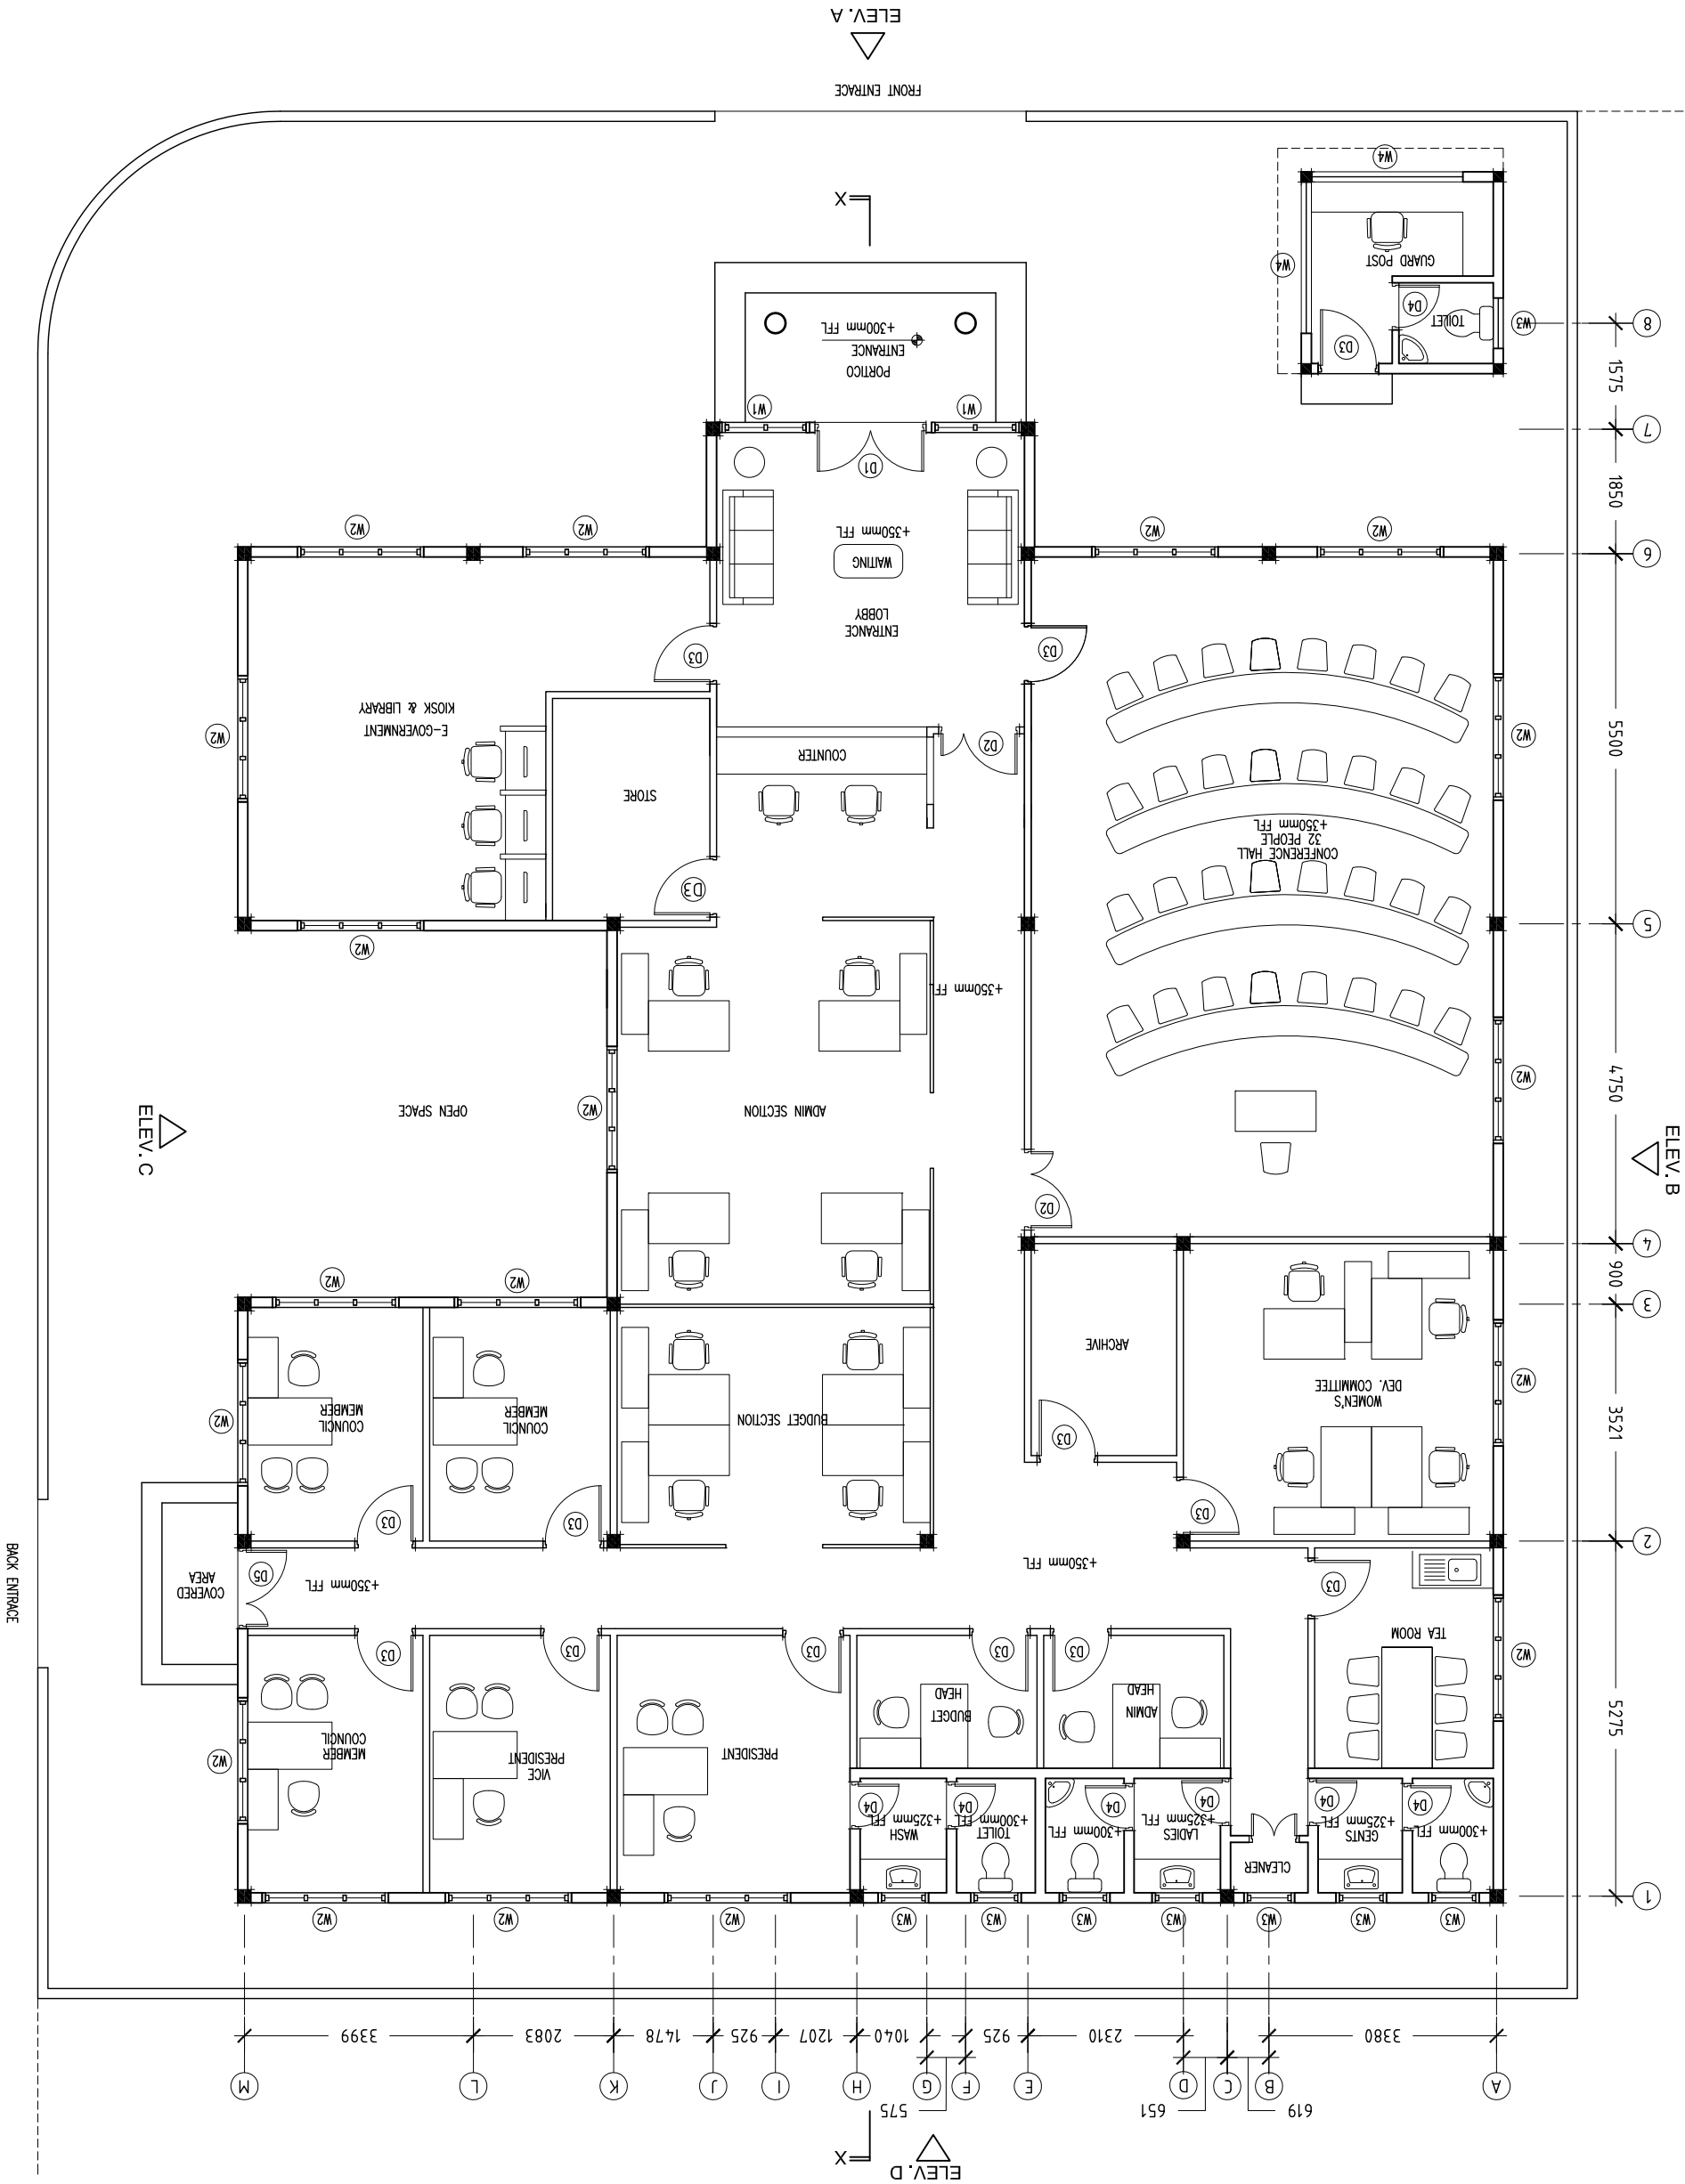 ELEV. D
X
619
651
575
A
B
C
D
E
F
G
H
I
J
K
L
M
3380
2310
925
1040
1207
925
1478
2083
3399
W3
W3
W3
W3
W3
W3
W3
W2
W2
W2
1
+300mm FFL
GENTS
+325mm FFL
CLEANER
LADIES
+325mm FFL
+300mm FFL
TOILET
+300mm FFL
WASH
+325mm FFL
D4
D4
D4
D4
D4
D4
PRESIDENT
VICE
PRESIDENT
MEMBER
COUNCIL
W2
ADMIN
HEAD
BUDGET
HEAD
5275
W2
TEA ROOM
D3
D3
D3
D3
D3
D3
D3
+350mm FFL
+350mm FFL
D5
COVERED
AREA
BACK ENTRACE
2
D3
D3
D3
3521
W2
WOMEN'S
DEV. COMMITTEE
D3
ARCHIVE
BUDGET SECTION
COUNCIL
MEMBER
COUNCIL
MEMBER
W2
3
W2
W2
900
4
D2
ELEV. B
4750
W2
ADMIN SECTION
W2
OPEN SPACE
ELEV. C
+350mm FF
5
W2
D3
CONFERENCE HALL
32 PEOPLE
+350mm FFL
STORE
5500
W2
D2
COUNTER
E-GOVERNMENT
KIOSK & LIBRARY
W2
D3
D3
ENTRANCE
LOBBY
WAITING
+350mm FFL
6
W2
W2
W2
W2
1850
D1
7
W1
W1
1575
PORTICO
ENTRANCE
+300mm FFL
8
W3
TOILET
D4
D3
GUARD POST
W4
W4
X
FRONT ENTRACE
ELEV. A